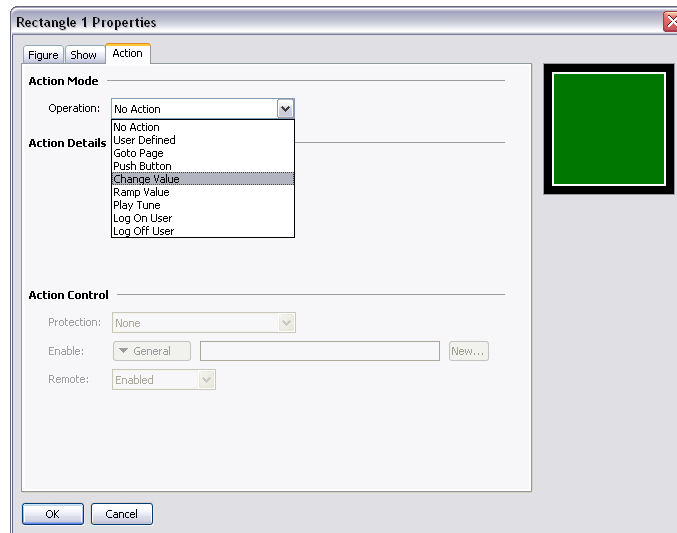 Rectangle 1 Properties
Figure Show Action
Action Mode
Operation: No Action
No Action
User Defined
Action Details
Goto Page
Push Button
Change Value
Ramp Value
Play Tune
Log On User
Log Off User
Action Control
Protection: None
Enable: General New...
Remote: Enabled
OK Cancel